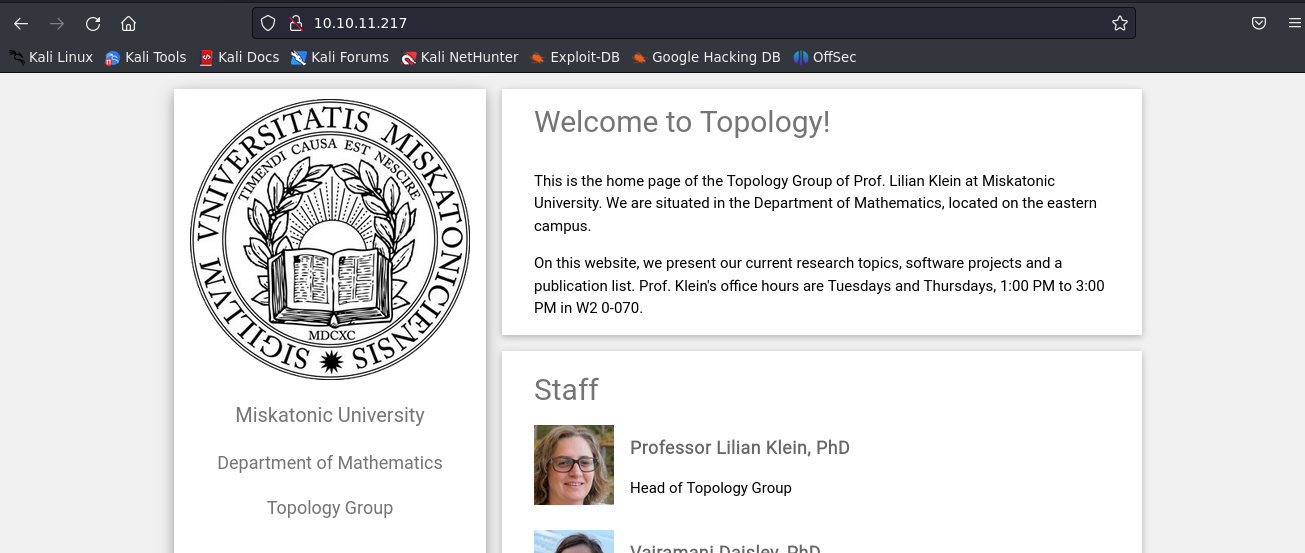 10.10.11.217
Kali Linux Kali Tools Kali Docs Kali Forums Kali NetHunter Exploit-DB Google Hacking DB OffSec
VNIVERSITATIS MISKATONICIENSIS SIGILLVM
TIMENDI CAUSA EST NESCIRE
MDCXC
Miskatonic University
Department of Mathematics
Topology Group
Welcome to Topology!
This is the home page of the Topology Group of Prof. Lilian Klein at Miskatonic
University. We are situated in the Department of Mathematics, located on the eastern
campus.
On this website, we present our current research topics, software projects and a
publication list. Prof. Klein's office hours are Tuesdays and Thursdays, 1:00 PM to 3:00
PM in W2 0-070.
Staff
Professor Lilian Klein, PhD
Head of Topology Group
Vajramani Daisley, PhD